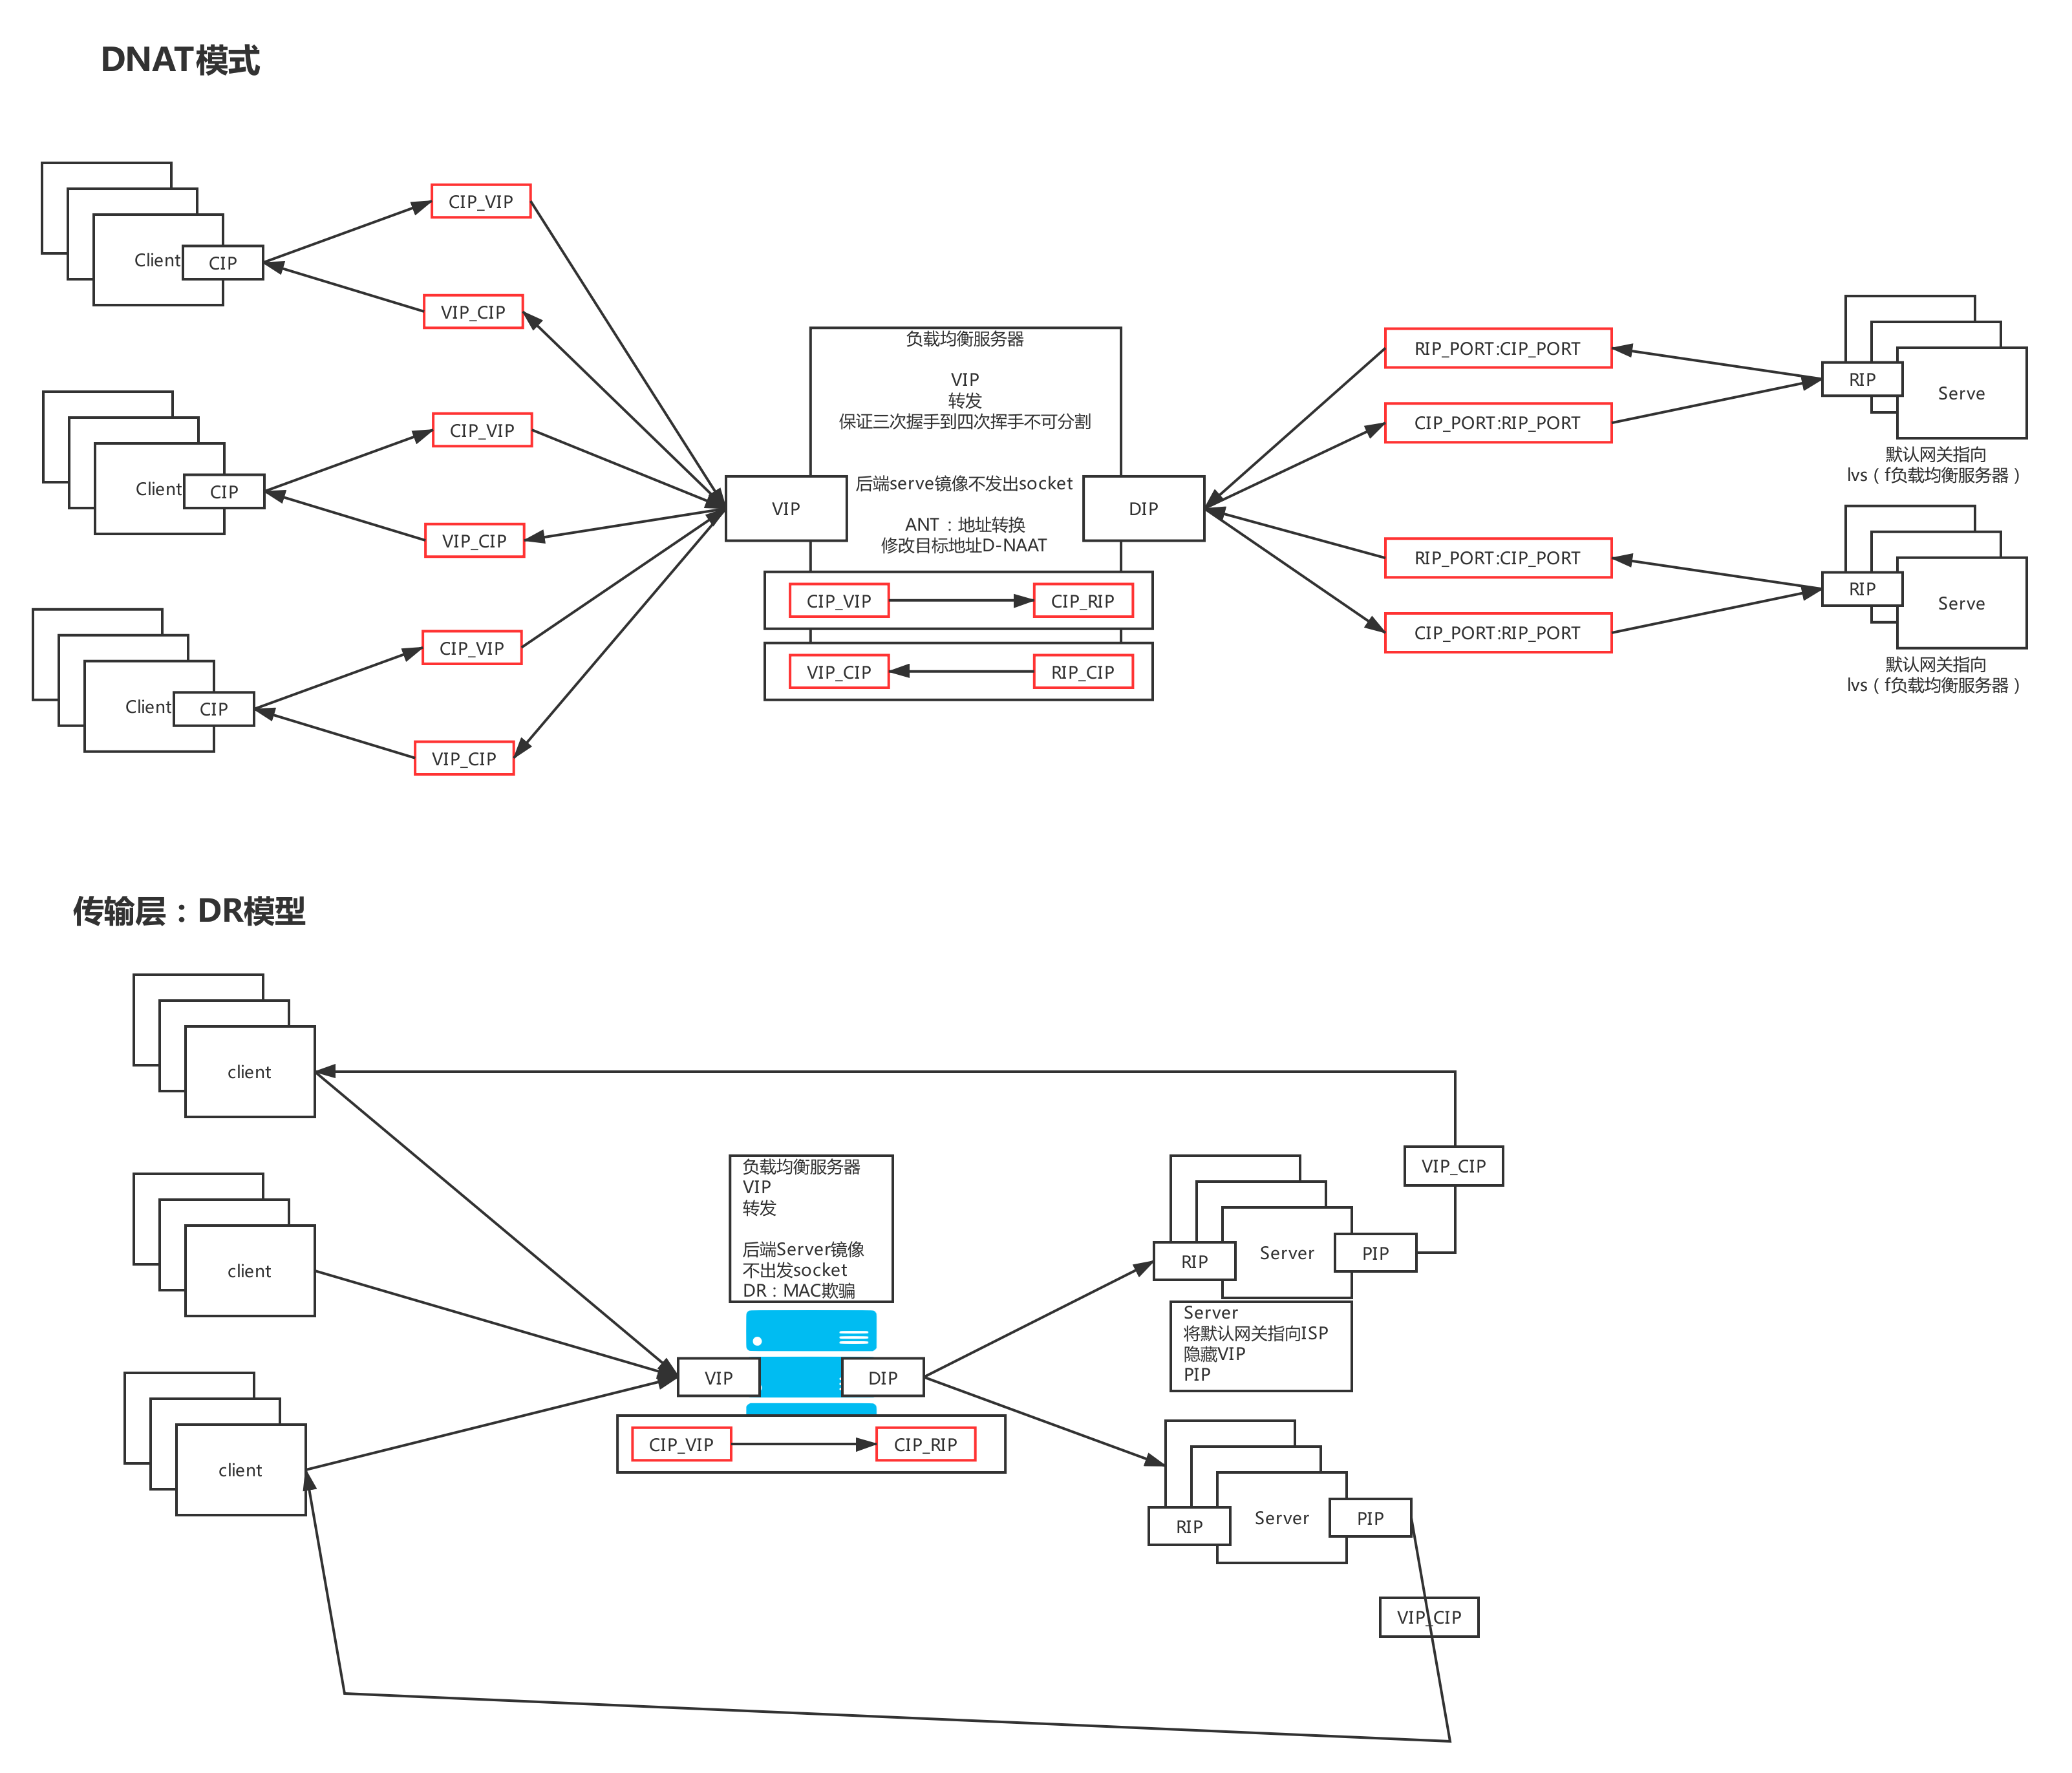 DNAT模式
Client
CIP
CIP_VIP
VIP_CIP
Client
CIP
CIP_VIP
VIP_CIP
Client
CIP
CIP_VIP
VIP_CIP
负载均衡服务器
VIP
转发
保证三次握手到四次挥手不可分割
后端serve镜像不发出socket
ANT：地址转换
修改目标地址D-NAAT
VIP
DIP
CIP_VIP
CIP_RIP
VIP_CIP
RIP_CIP
RIP_PORT:CIP_PORT
CIP_PORT:RIP_PORT
RIP
Serve
默认网关指向
lvs（f负载均衡服务器）
RIP_PORT:CIP_PORT
CIP_PORT:RIP_PORT
RIP
Serve
默认网关指向
lvs（f负载均衡服务器）
传输层：DR模型
client
client
client
负载均衡服务器
VIP
转发
后端Server镜像
不出发socket
DR：MAC欺骗
VIP
DIP
CIP_VIP
CIP_RIP
VIP_CIP
RIP
Server
PIP
Server
将默认网关指向ISP
隐藏VIP
PIP
RIP
Server
PIP
VIP_CIP